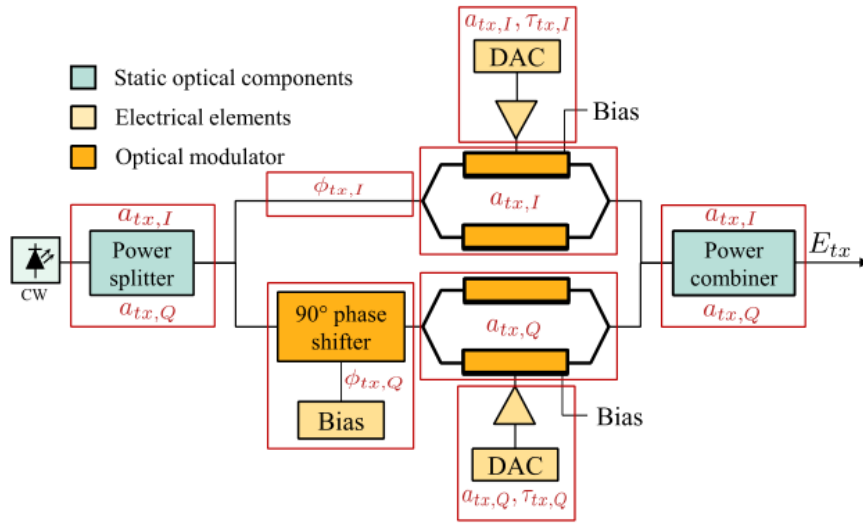 Static optical components
Electrical elements
Optical modulator
a_{tx,I}, τ_{tx,I}
DAC
Bias
ϕ_{tx,I}
a_{tx,I}
a_{tx,I}
Power
splitter
a_{tx,Q}
CW
a_{tx,I}
Power
combiner
a_{tx,Q}
E_{tx}
90° phase
shifter
ϕ_{tx,Q}
Bias
a_{tx,Q}
Bias
DAC
a_{tx,Q}, τ_{tx,Q}